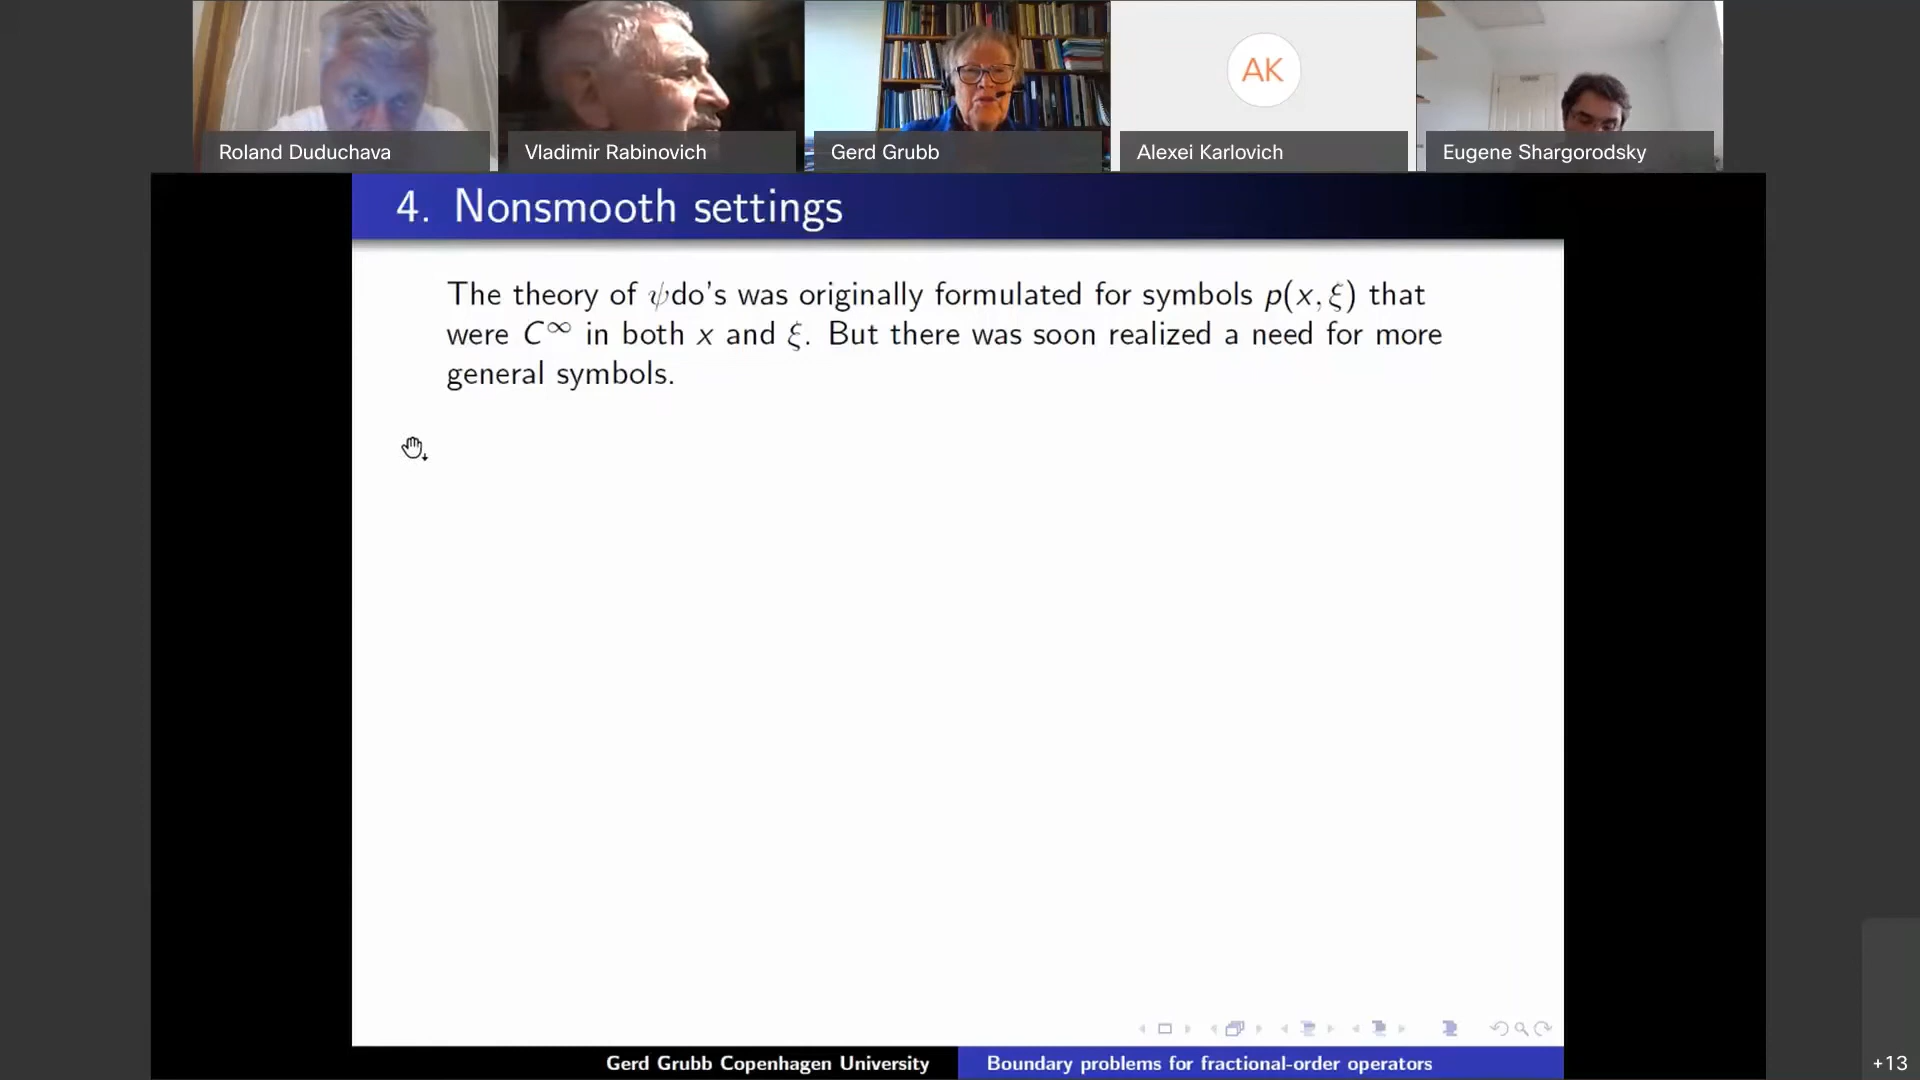 Roland Duduchava
Vladimir Rabinovich
Gerd Grubb
AK
Alexei Karlovich
Eugene Shargorodsky
4. Nonsmooth settings
The theory of ψdo's was originally formulated for symbols p(x, ξ) that
were C∞ in both x and ξ. But there was soon realized a need for more
general symbols.
Gerd Grubb Copenhagen University
Boundary problems for fractional-order operators
+13